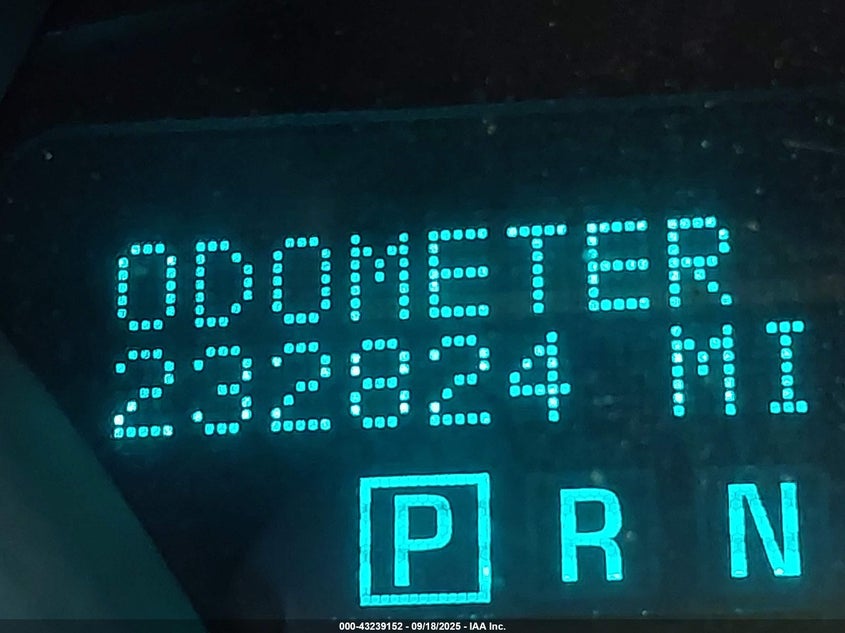 ODOMETER
232824 MI
P R N
000-43239152 - 09/18/2025 - IAA Inc.